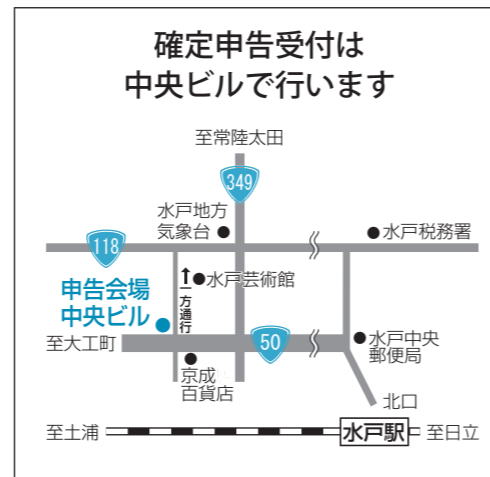 確定申告受付は
中央ビルで行います
至常陸太田
349
水戸地方
気象台
水戸税務署
118
水戸芸術館
一方通行
申告会場
中央ビル
50
至大工町
水戸中央
郵便局
京成
百貨店
北口
至土浦
水戸駅
至日立